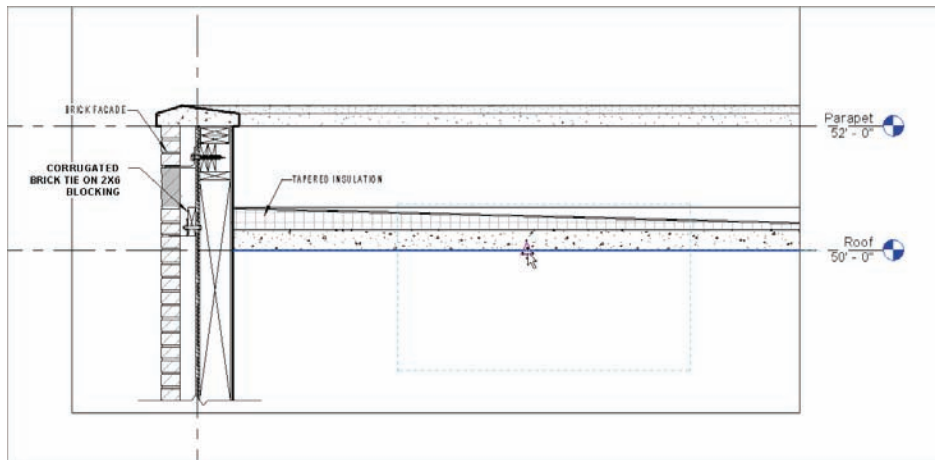 BRICK FACADE
CORRUGATED
BRICK TIE ON 2X6
BLOCKING
TAPERED INSULATION
Parapet
52' - 0"
Roof
50' - 0"